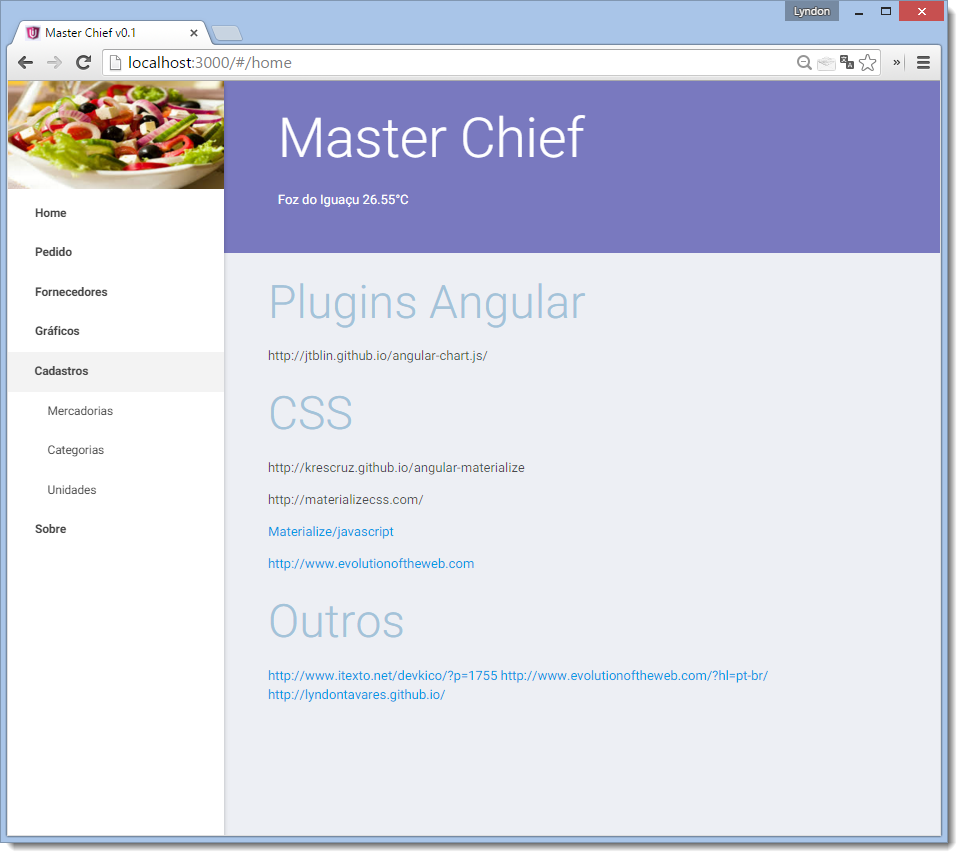 Lyndon
Master Chief v0.1
localhost:3000/#/home
Master Chief
Foz do Iguaçu 26.55°C
Home
Pedido
Fornecedores
Gráficos
Cadastros
Mercadorias
Categorias
Unidades
Sobre
Plugins Angular
http://jtblin.github.io/angular-chart.js/
CSS
http://krescruz.github.io/angular-materialize
http://materializecss.com/
Materialize/javascript
http://www.evolutionoftheweb.com
Outros
http://www.itexto.net/devkico/?p=1755 http://www.evolutionoftheweb.com/?hl=pt-br/
http://lyndontavares.github.io/